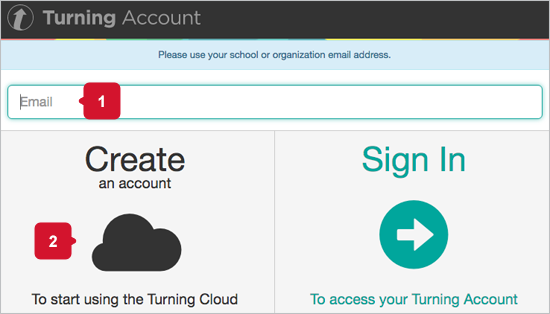 Turning Account
Please use your school or organization email address.
Email
1
Create
an account
2
To start using the Turning Cloud
Sign In
To access your Turning Account